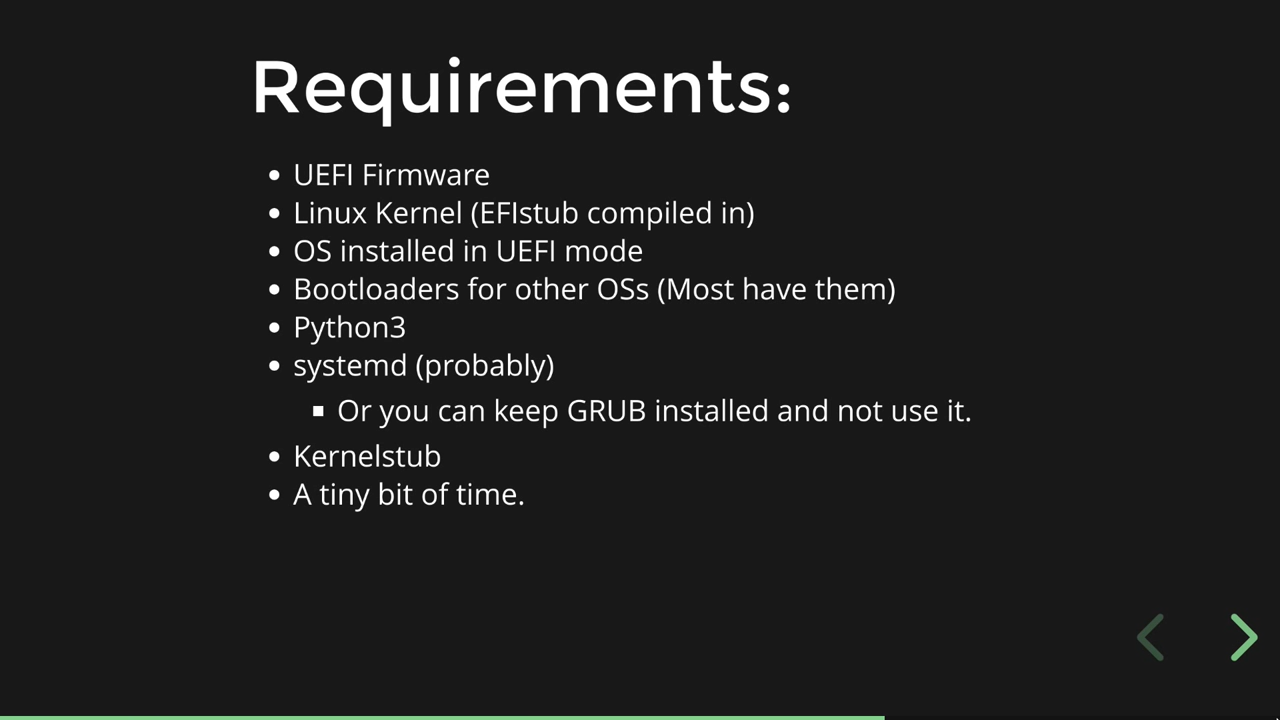 Requirements:
UEFI Firmware
Linux Kernel (EFIstub compiled in)
OS installed in UEFI mode
Bootloaders for other OSs (Most have them)
Python3
systemd (probably)
Or you can keep GRUB installed and not use it.
Kernelstub
A tiny bit of time.